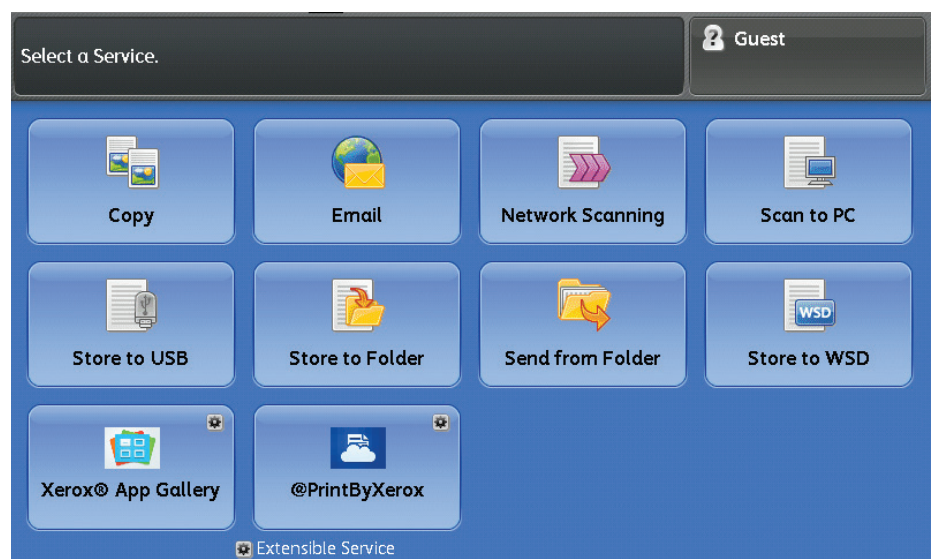 Select a Service.
Guest
Copy
Email
Network Scanning
Scan to PC
Store to USB
Store to Folder
Send from Folder
WSD
Store to WSD
Xerox® App Gallery
@PrintByXerox
Extensible Service